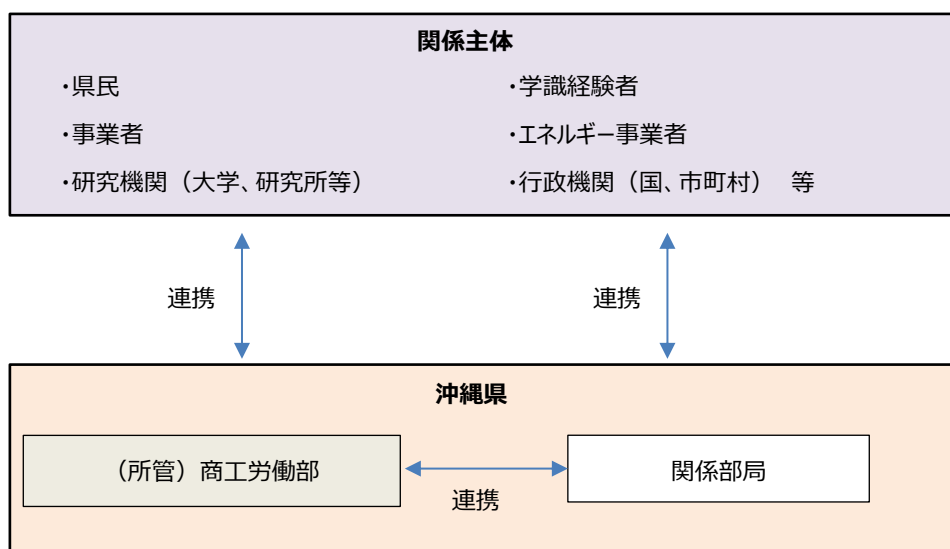 関係主体
・県民
・学識経験者
・事業者
・エネルギー事業者
・研究機関（大学、研究所等）
・行政機関（国、市町村）　等
連携
連携
沖縄県
（所管）商工労働部
関係部局
連携